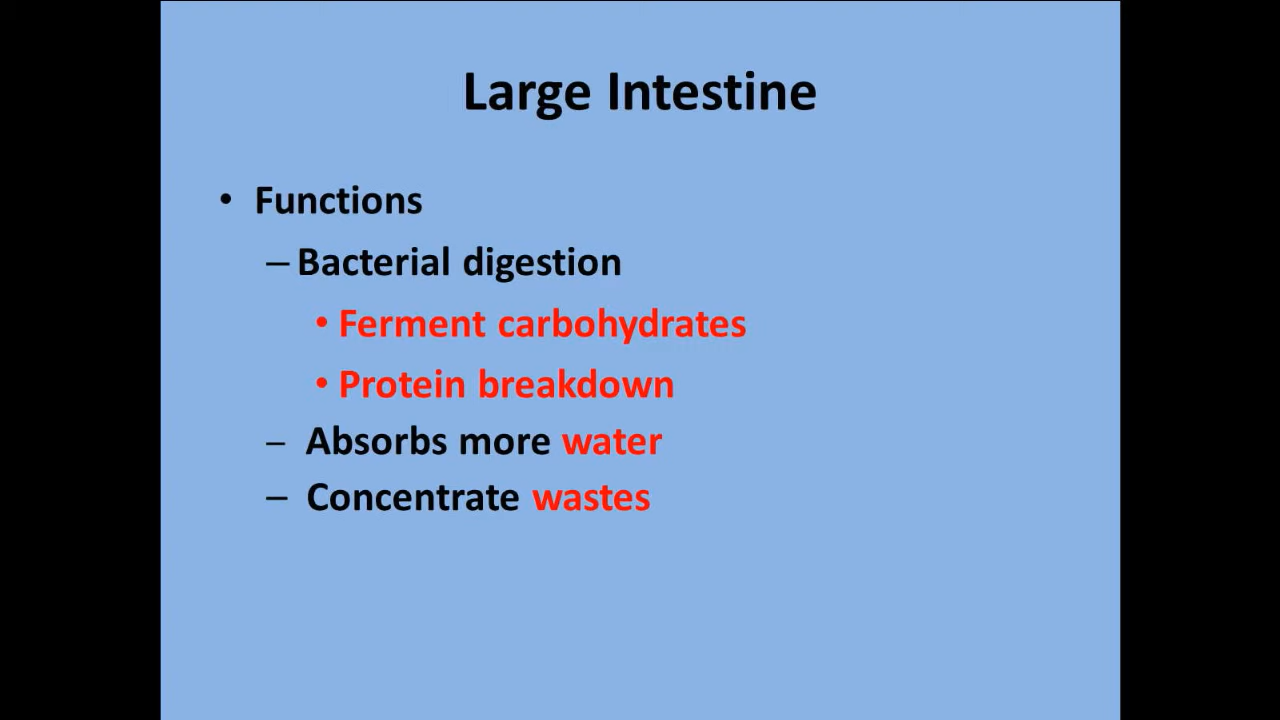 Large Intestine
• Functions
– Bacterial digestion
• Ferment carbohydrates
• Protein breakdown
– Absorbs more water
– Concentrate wastes